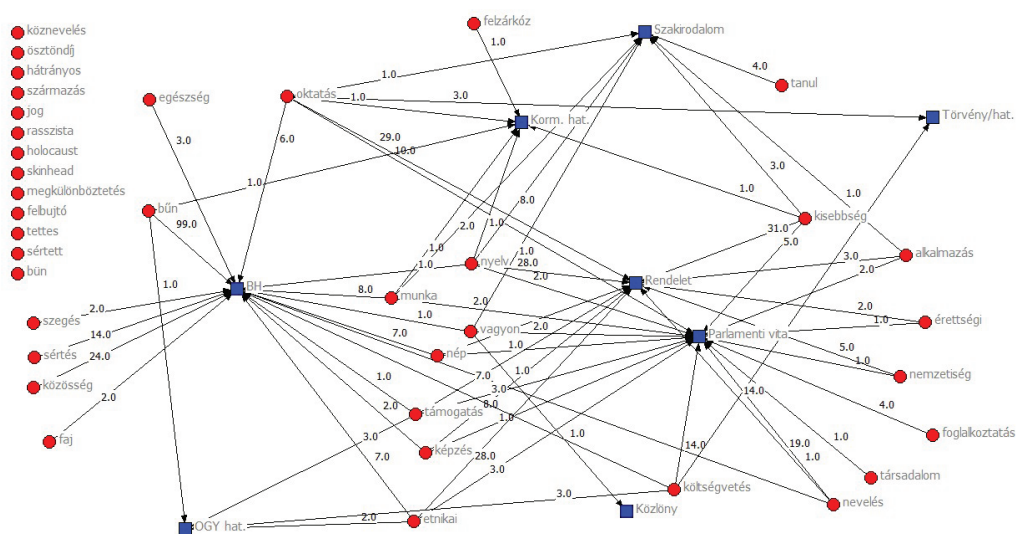 köznevelés
ösztöndíj
hátrányos
származás
jog
rasszista
holocaust
skinhead
megkülönböztetés
felbujtó
tettes
sértett
bün
felzárkóz
Szakirodalom
1.0
4.0
tanul
egészség
oktatás
1.0
1.0
3.0
Korm. hat.
Törvény/hat.
3.0
6.0
29.0
10.0
3.0
1.0
1.0
8.0
1.0
bűn
99.0
2.0
1.0
31.0
kisebbség
5.0
1.0
1.0
3.0
alkalmazás
nyelv
28.0
1.0
2.0
2.0
1.0
BH
8.0
munka
Rendelet
2.0
2.0
szegés
14.0
1.0
7.0
vagyon
2.0
Parlamenti vita
1.0
érettségi
sértés
24.0
nép
1.0
5.0
1.0
nemzetiség
közösség
2.0
1.0
7.0
1.0
3.0
14.0
2.0
8.0
támogatás
1.0
4.0
faj
3.0
képzés
1.0
14.0
19.0
1.0
foglalkoztatás
7.0
28.0
3.0
1.0
társadalom
3.0
költségvetés
nevelés
OGY hat.
2.0
etnikai
Közlöny